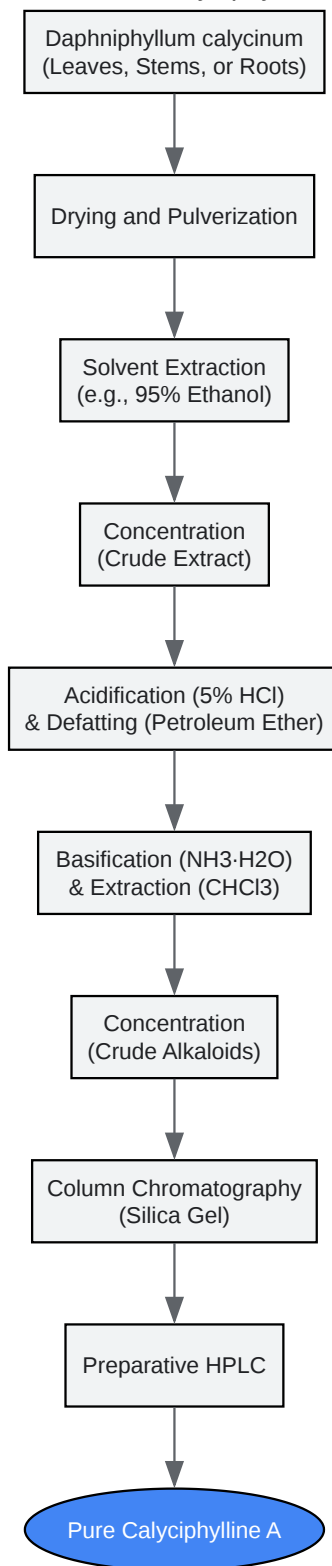 Daphniphyllum calycinum
(Leaves, Stems, or Roots)
Drying and Pulverization
Solvent Extraction
(e.g., 95% Ethanol)
Concentration
(Crude Extract)
Acidification (5% HCl)
& Defatting (Petroleum Ether)
Basification (NH3·H2O)
& Extraction (CHCl3)
Concentration
(Crude Alkaloids)
Column Chromatography
(Silica Gel)
Preparative HPLC
Pure Calyciphylline A